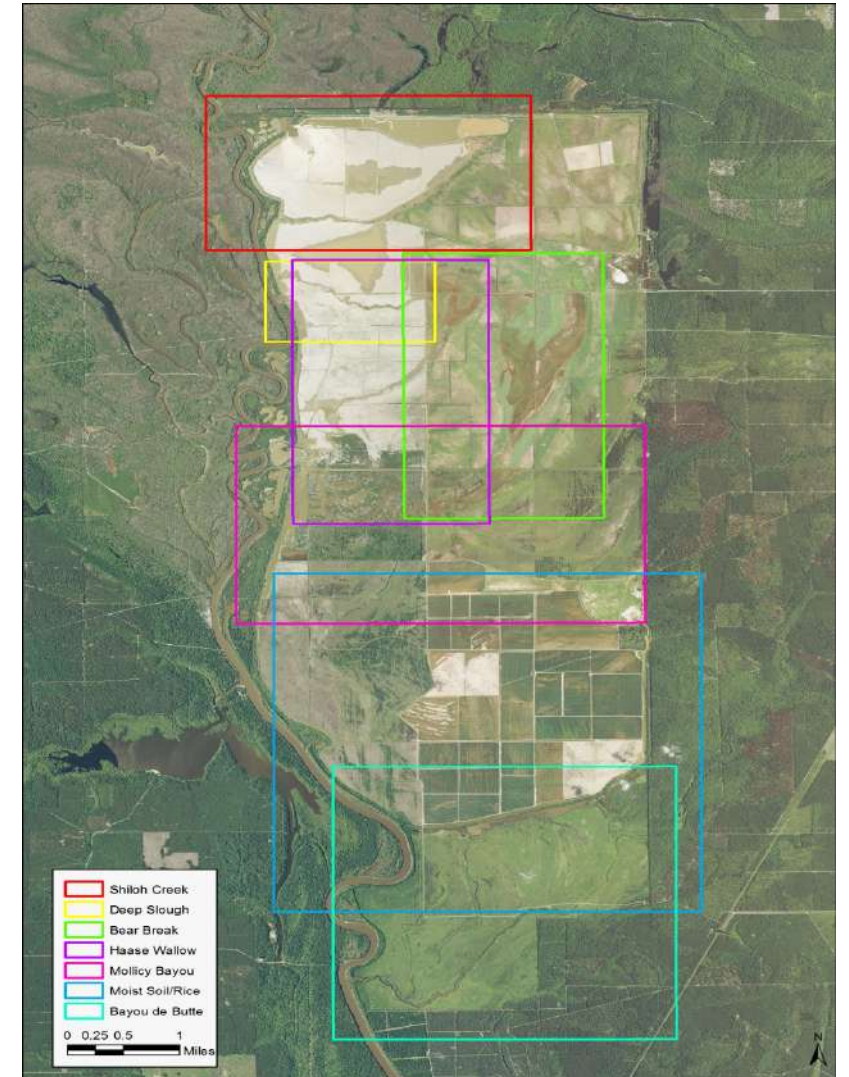 Shiloh Creek
Deep Slough
Bear Break
Haase Wallow
Mollicy Bayou
Moist Soil/Rice
Bayou de Butte
0 0.25 0.5 1
Miles
N